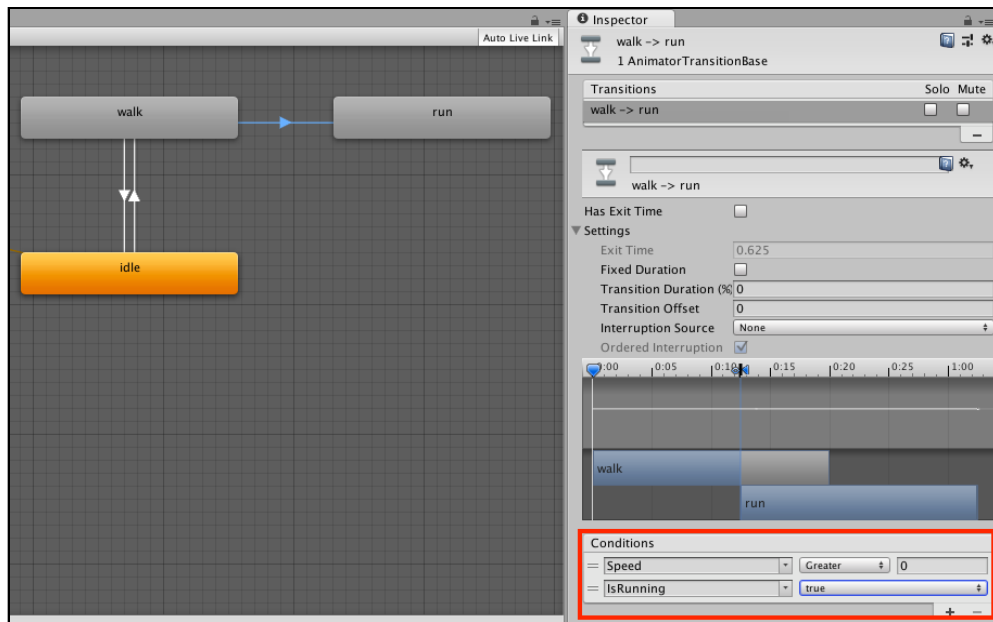 Auto Live Link
walk
run
idle
Inspector
walk -> run
1 AnimatorTransitionBase
Transitions Solo Mute
walk -> run
walk -> run
Has Exit Time
Settings
Exit Time 0.625
Fixed Duration
Transition Duration (% 0
Transition Offset 0
Interruption Source None
Ordered Interruption
0:05 0:15 0:20 0:25 1:00
walk
run
Conditions
Speed Greater 0
IsRunning true